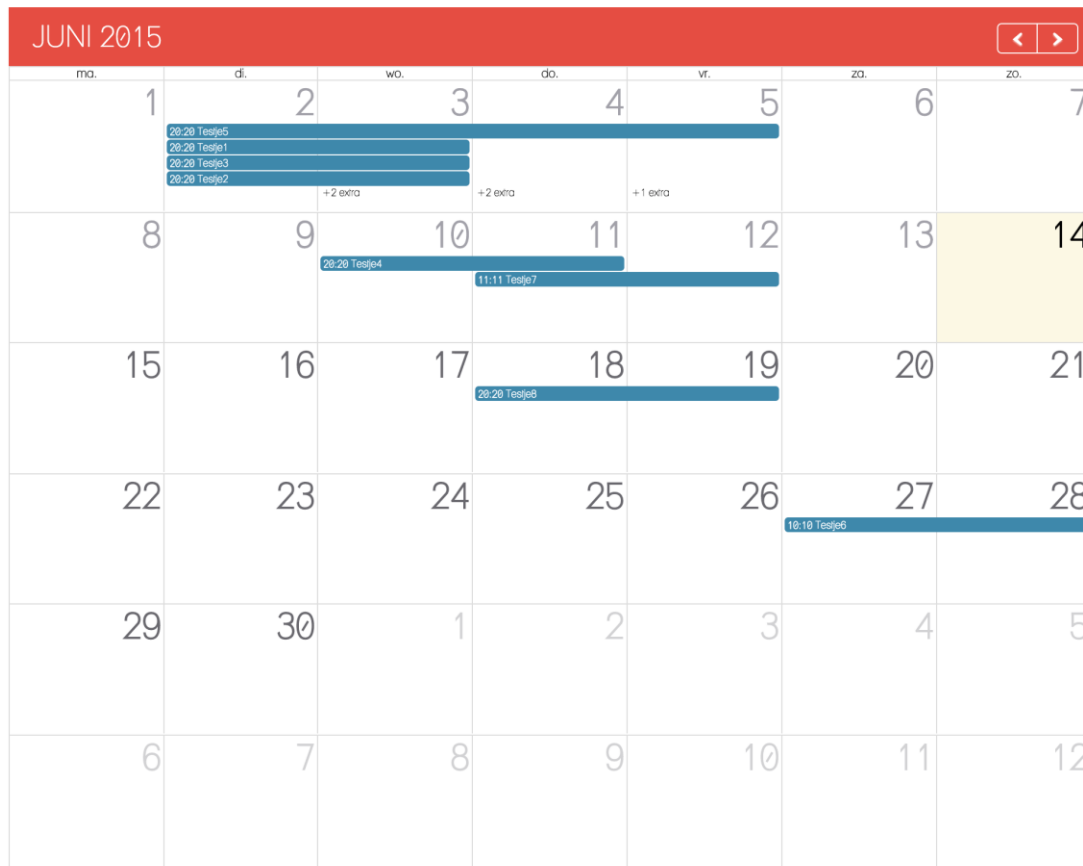 JUNI 2015
ma. di. wo. do. vr. za. zo.
1 2 3 4 5 6 7
20:20 Testje5
20:20 Testje1
20:20 Testje3
20:20 Testje2
+2 extra +2 extra +1 extra
8 9 10 11 12 13 14
20:20 Testje4
11:11 Testje7
15 16 17 18 19 20 21
20:20 Testje8
22 23 24 25 26 27 28
10:10 Testje6
29 30 1 2 3 4 5
6 7 8 9 10 11 12